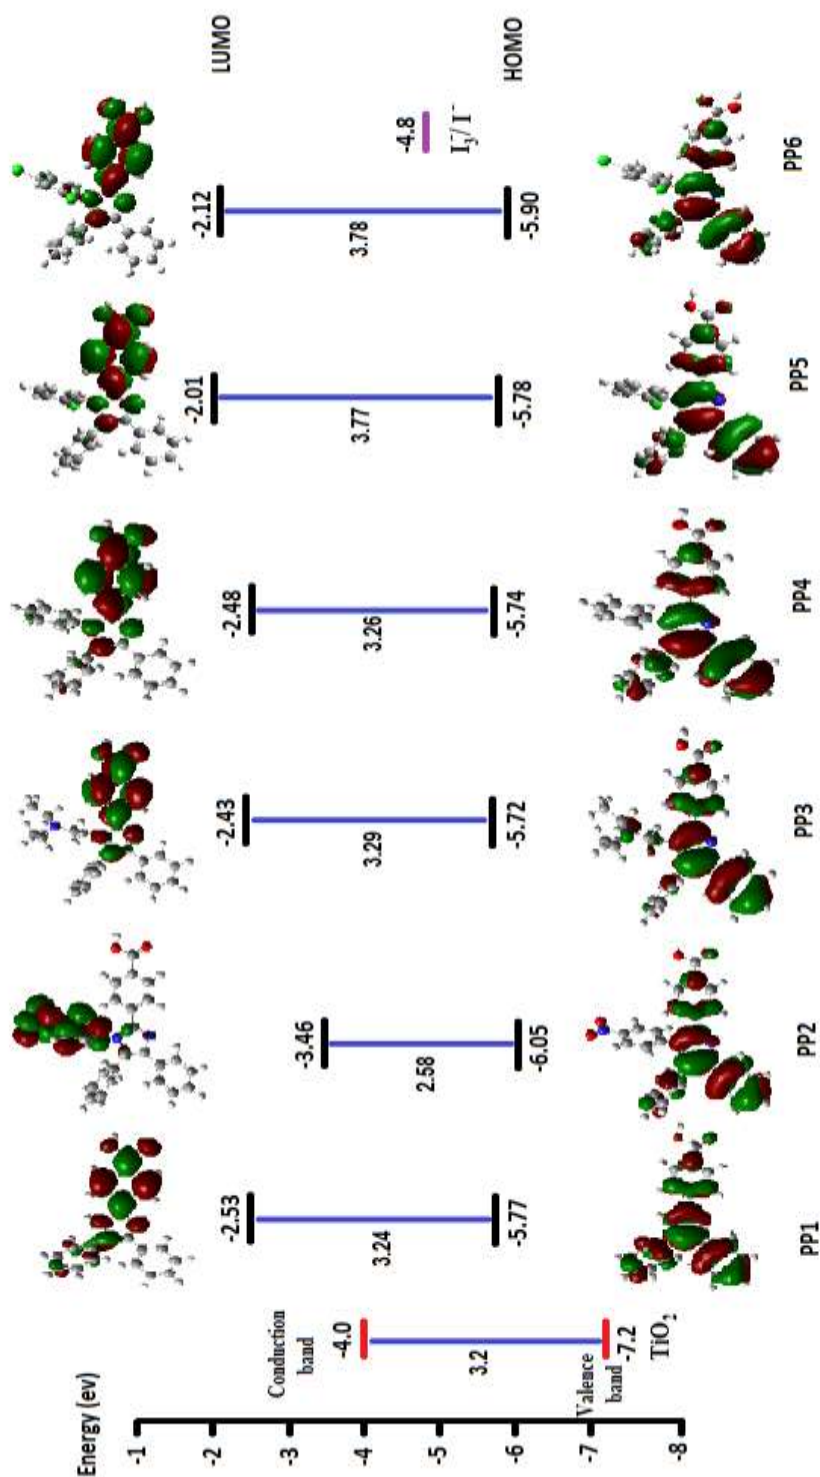 Energy (ev)
-1
-2
-3
-4
-5
-6
-7
-8
Conduction
band
-4.0
3.2
Valence
band
-7.2
TiO2
-2.53
3.24
-5.77
PP1
-3.46
2.58
-6.05
PP2
-2.43
3.29
-5.72
PP3
-2.48
3.26
-5.74
PP4
-2.01
3.77
-5.78
PP5
-2.12
3.78
-5.90
PP6
LUMO
-4.8
I3-/I-
HOMO